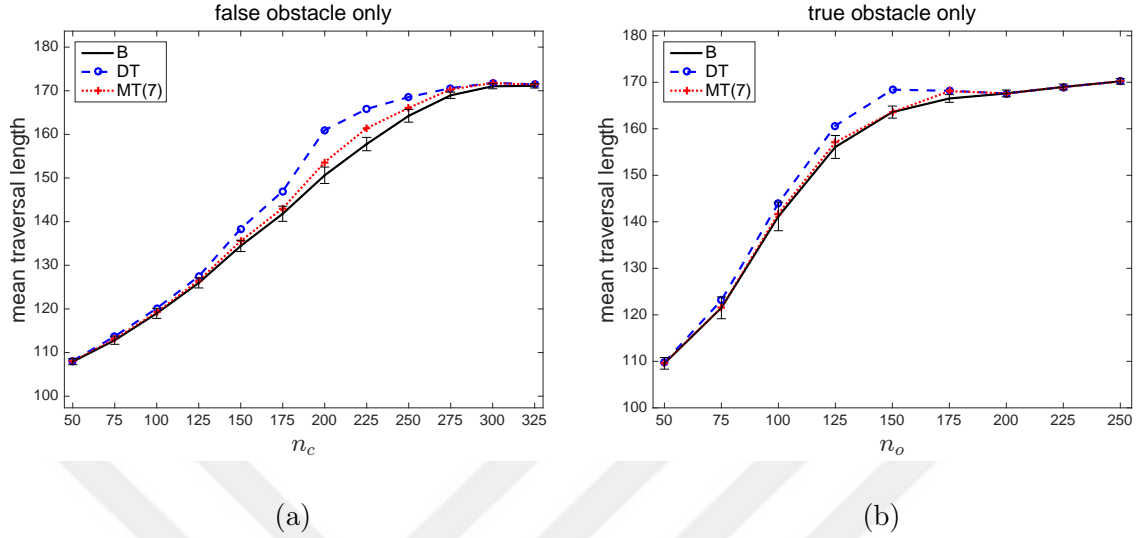 false obstacle only
B
DT
MT(7)
mean traversal length
180
170
160
150
140
130
120
110
100
50 75 100 125 150 175 200 225 250 275 300 325
n_c
(a)
true obstacle only
B
DT
MT(7)
mean traversal length
180
170
160
150
140
130
120
110
100
50 75 100 125 150 175 200 225 250
n_o
(b)